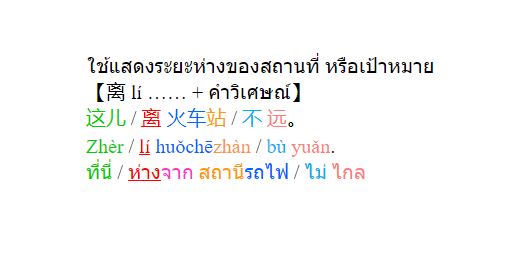 ใช้แสดงระยะห่างของสถานที่ หรือเป้าหมาย
【离 lí …… + คำวิเศษณ์】
这儿 / 离 火车站 / 不 远。
Zhèr / lí huǒchēzhàn / bù yuǎn.
ที่นี่ / ห่างจาก สถานีรถไฟ / ไม่ ไกล